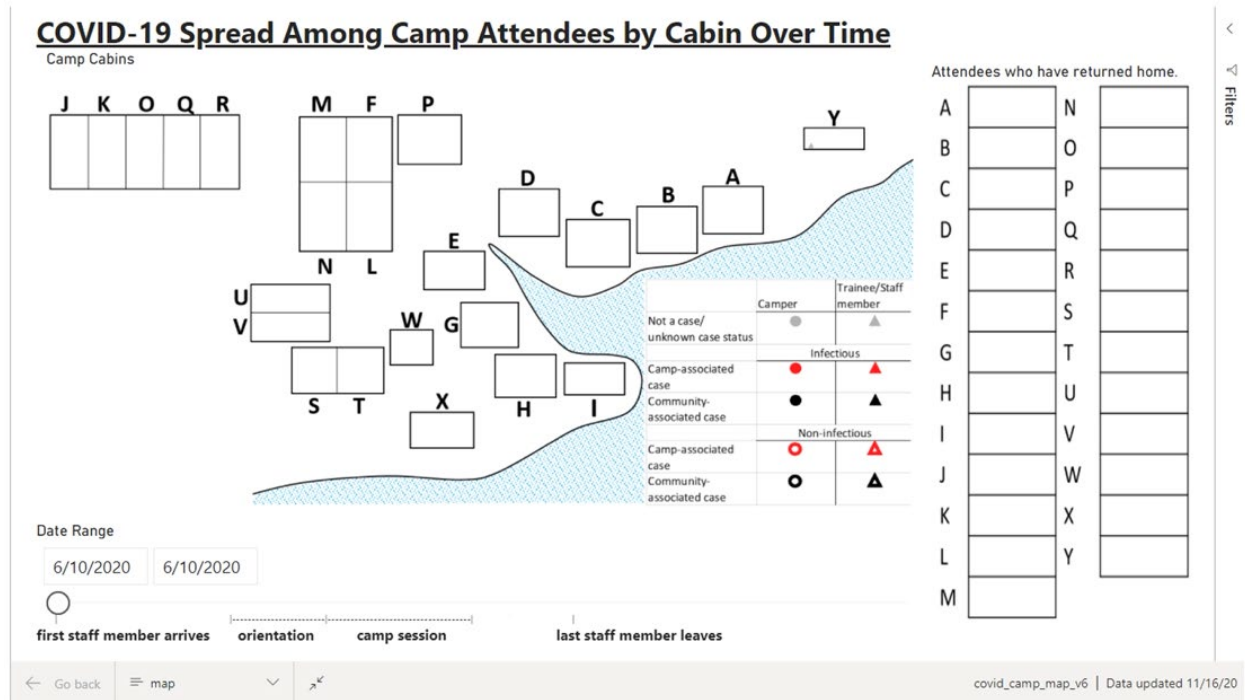 COVID-19 Spread Among Camp Attendees by Cabin Over Time
Camp Cabins
Attendees who have returned home.
J K O Q R
M F P
Y
D
C
B
A
E
N L
U
V
W
G
S T
X
H
I
Camper
Trainee/Staff
member
Not a case/
unknown case status
Infectious
Camp-associated
case
Community-
associated case
Non-infectious
Camp-associated
case
Community-
associated case
A N
B O
C P
D Q
E R
F S
G T
H U
I V
J W
K X
L Y
M
Filters
Date Range
6/10/2020 6/10/2020
first staff member arrives orientation camp session last staff member leaves
Go back map covid_camp_map_v6 | Data updated 11/16/20